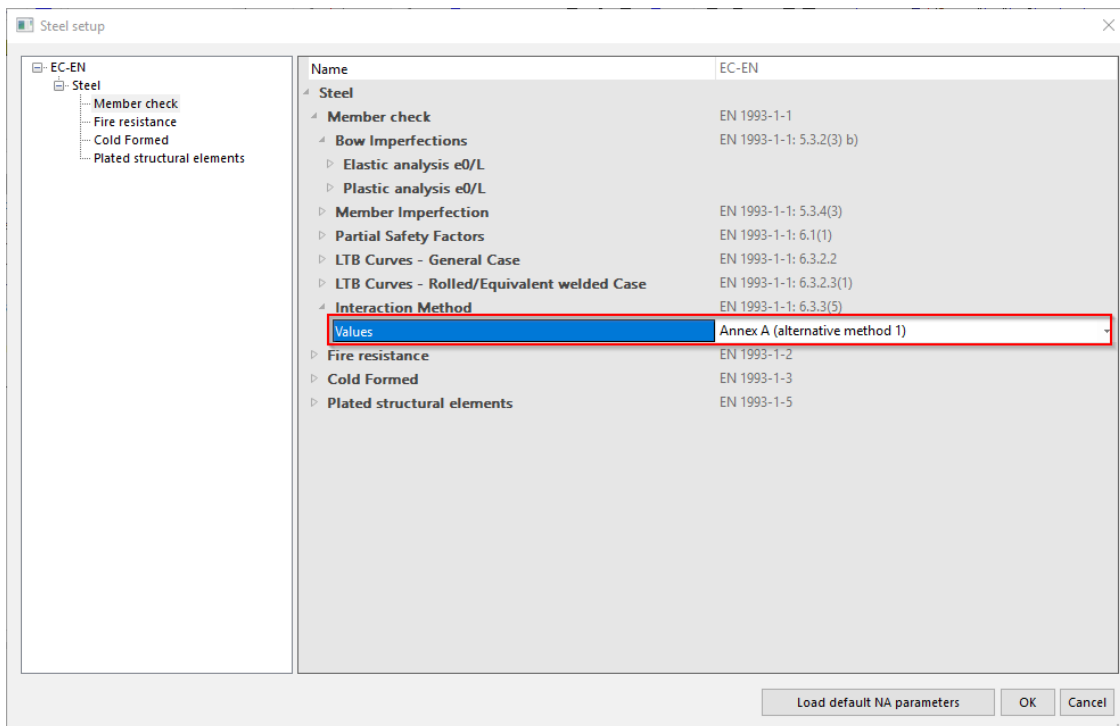 Steel setup
EC-EN
Steel
Member check
Fire resistance
Cold Formed
Plated structural elements
Name EC-EN
Steel
Member check EN 1993-1-1
Bow Imperfections EN 1993-1-1: 5.3.2(3) b)
Elastic analysis e0/L
Plastic analysis e0/L
Member Imperfection EN 1993-1-1: 5.3.4(3)
Partial Safety Factors EN 1993-1-1: 6.1(1)
LTB Curves - General Case EN 1993-1-1: 6.3.2.2
LTB Curves - Rolled/Equivalent welded Case EN 1993-1-1: 6.3.2.3(1)
Interaction Method EN 1993-1-1: 6.3.3(5)
Values Annex A (alternative method 1)
Fire resistance EN 1993-1-2
Cold Formed EN 1993-1-3
Plated structural elements EN 1993-1-5
Load default NA parameters OK Cancel